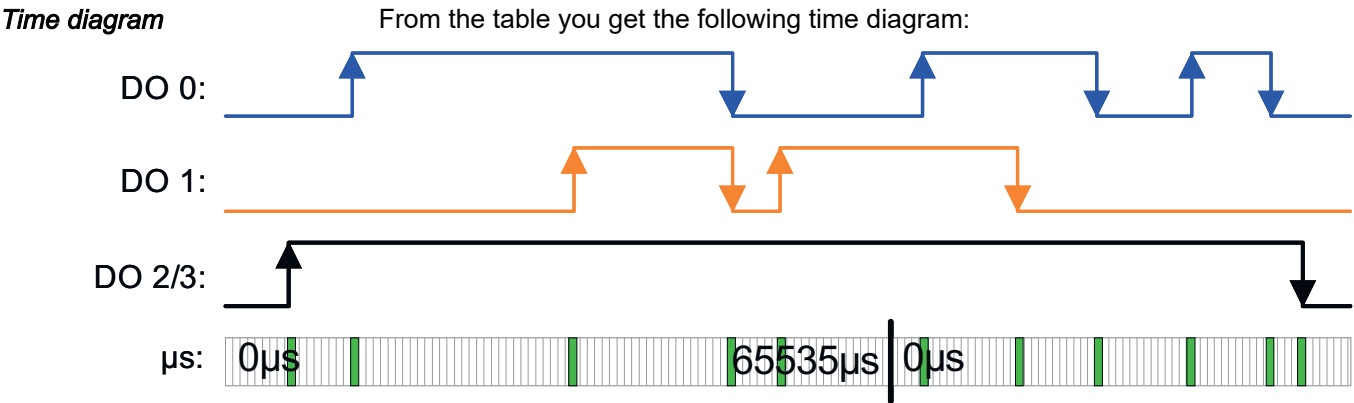 Time diagram From the table you get the following time diagram:
DO 0:
DO 1:
DO 2/3:
µs: 0µs 65535µs 0µs